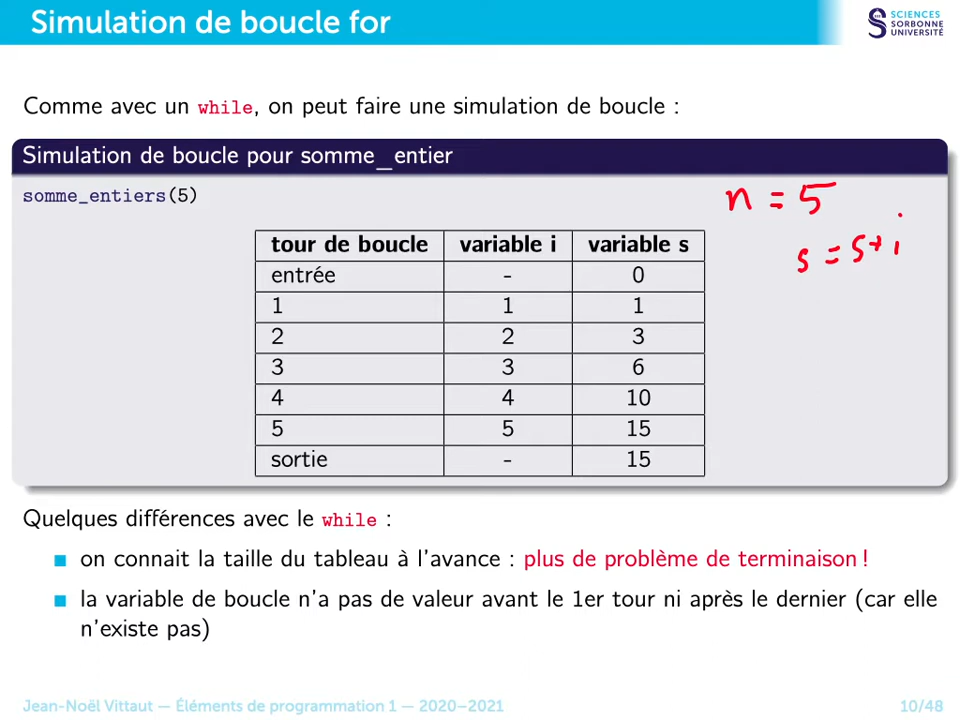 Simulation de boucle for
SCIENCES
SORBONNE
UNIVERSITÉ
Comme avec un while, on peut faire une simulation de boucle :
Simulation de boucle pour somme_entier
somme_entiers(5)
n = 5
s = s + i
tour de boucle variable i variable s
entrée - 0
1 1 1
2 2 3
3 3 6
4 4 10
5 5 15
sortie - 15
Quelques différences avec le while :
on connait la taille du tableau à l'avance : plus de problème de terminaison !
la variable de boucle n'a pas de valeur avant le 1er tour ni après le dernier (car elle
n'existe pas)
Jean-Noël Vittaut — Éléments de programmation 1 — 2020–2021 10/48